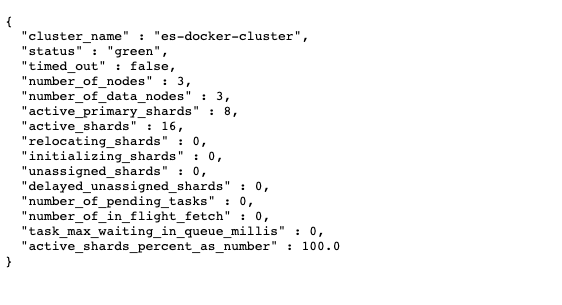 {
  "cluster_name" : "es-docker-cluster",
  "status" : "green",
  "timed_out" : false,
  "number_of_nodes" : 3,
  "number_of_data_nodes" : 3,
  "active_primary_shards" : 8,
  "active_shards" : 16,
  "relocating_shards" : 0,
  "initializing_shards" : 0,
  "unassigned_shards" : 0,
  "delayed_unassigned_shards" : 0,
  "number_of_pending_tasks" : 0,
  "number_of_in_flight_fetch" : 0,
  "task_max_waiting_in_queue_millis" : 0,
  "active_shards_percent_as_number" : 100.0
}